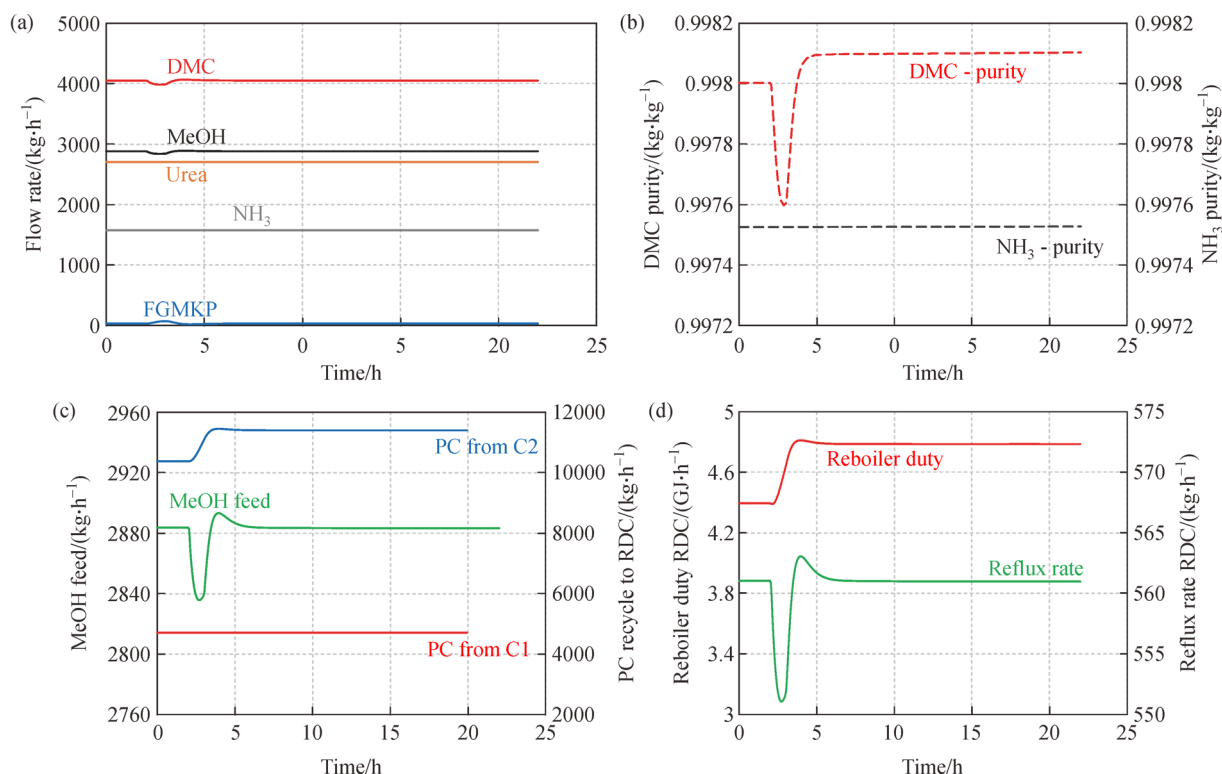 (a)
5000
4000
3000
2000
1000
0
Flow rate/(kg·h⁻¹)
DMC
MeOH
Urea
NH₃
FGMKP
0 5 0 5 20 25
Time/h
(b)
0.9982
0.998
0.9978
0.9976
0.9974
0.9972
DMC purity/(kg·kg⁻¹)
DMC - purity
NH₃ - purity
0.9982
0.998
0.9978
0.9976
0.9974
0.9972
NH₃ purity/(kg·kg⁻¹)
0 5 0 5 20 25
Time/h
(c)
2960
2920
2880
2840
2800
2760
MeOH feed/(kg·h⁻¹)
PC from C2
MeOH feed
PC from C1
12000
10000
8000
6000
4000
2000
PC recycle to RDC/(kg·h⁻¹)
0 5 10 15 20 25
Time/h
(d)
5
4.6
4.2
3.8
3.4
3
Reboiler duty RDC/(GJ·h⁻¹)
Reboiler duty
Reflux rate
575
570
565
560
555
550
Reflux rate RDC/(kg·h⁻¹)
0 5 10 15 20 25
Time/h